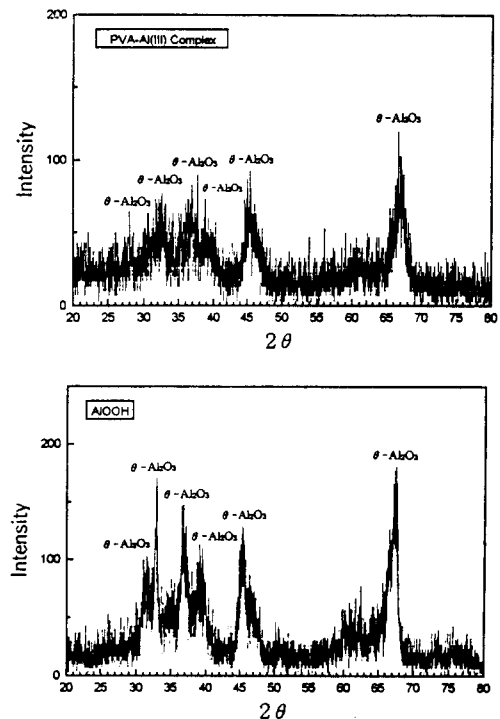 200
PVA-Al(III) Complex
θ-Al₂O₃
θ-Al₂O₃
θ-Al₂O₃
θ-Al₂O₃
θ-Al₂O₃
θ-Al₂O₃
Intensity
100
0
20 25 30 35 40 45 50 55 60 65 70 75 80
2θ
AlOOH
200
θ-Al₂O₃
θ-Al₂O₃
θ-Al₂O₃
θ-Al₂O₃
θ-Al₂O₃
θ-Al₂O₃
Intensity
100
0
20 25 30 35 40 45 50 55 60 65 70 75 80
2θ